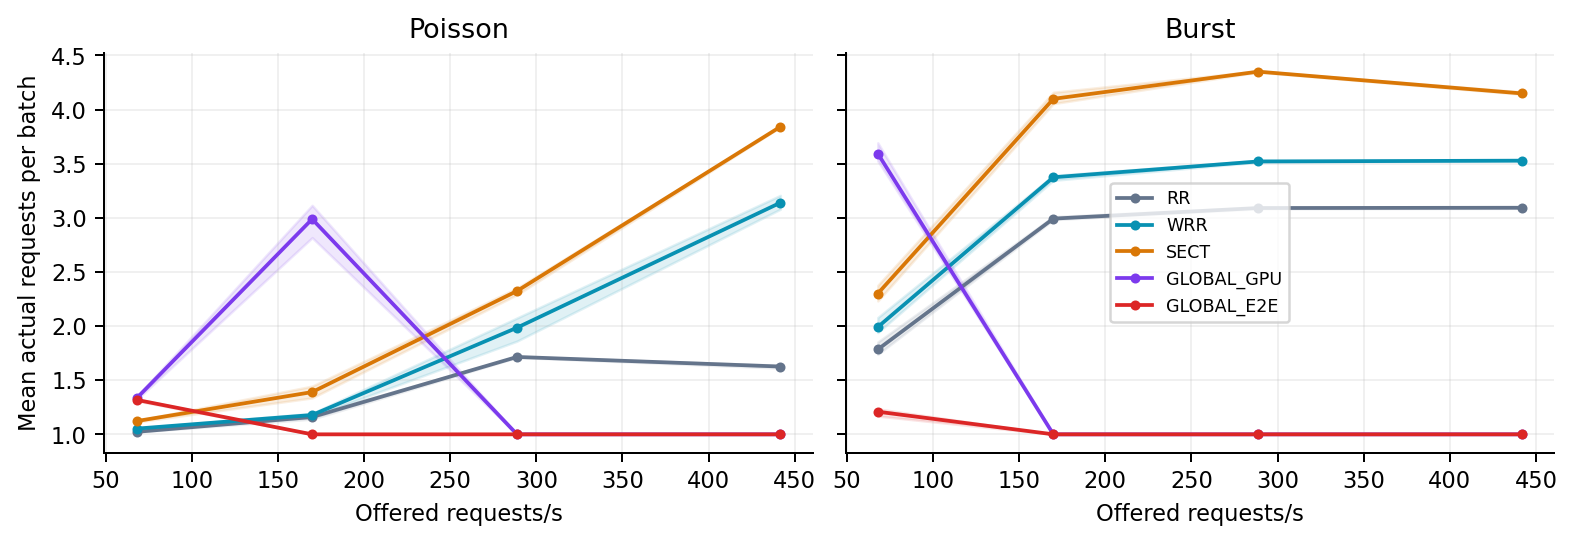 Poisson
Burst
Mean actual requests per batch
4.5
4.0
3.5
3.0
2.5
2.0
1.5
1.0
50 100 150 200 250 300 350 400 450
50 100 150 200 250 300 350 400 450
Offered requests/s
Offered requests/s
RR
WRR
SECT
GLOBAL_GPU
GLOBAL_E2E